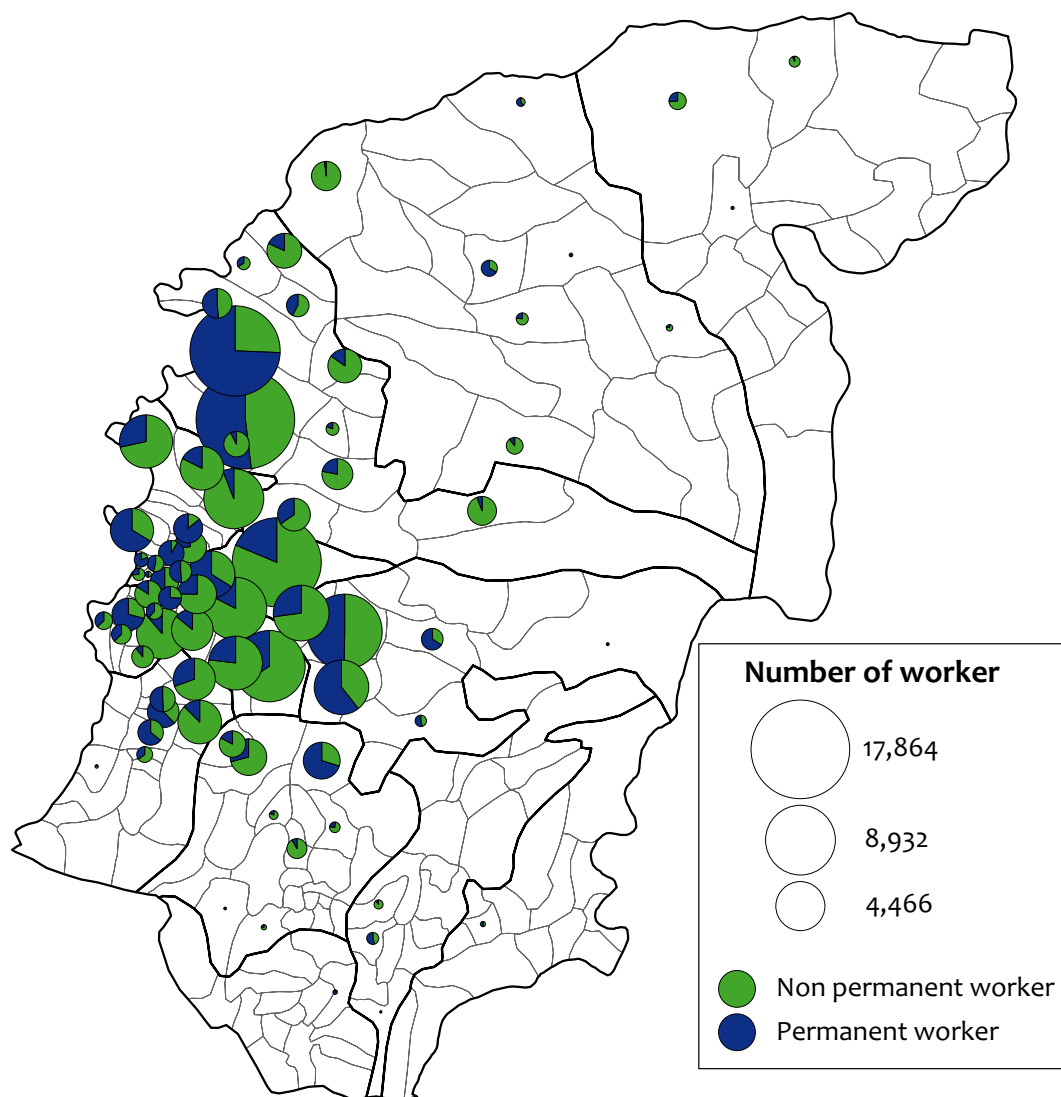 Number of worker
17,864
8,932
4,466
Non permanent worker
Permanent worker